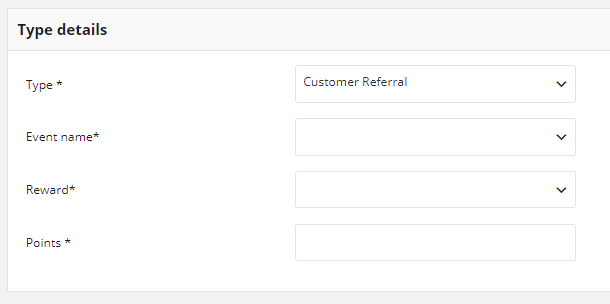 Type details
Type * Customer Referral
Event name*
Reward*
Points *